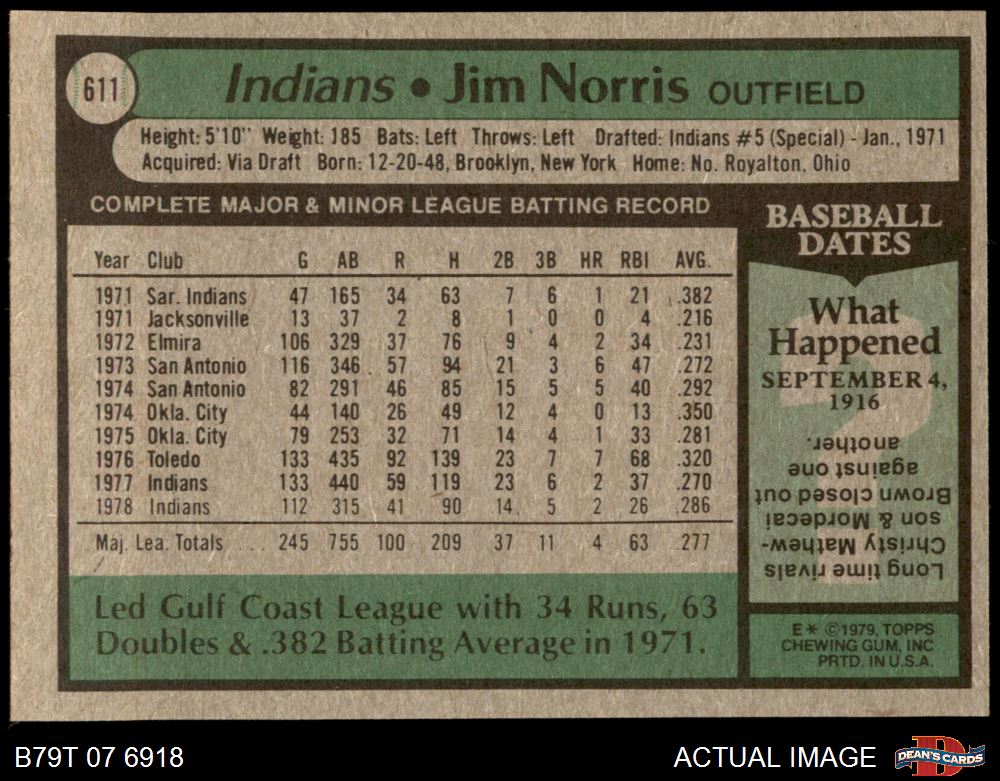 611
Indians • Jim Norris OUTFIELD
Height: 5'10" Weight: 185 Bats: Left Throws: Left Drafted: Indians #5 (Special) - Jan., 1971
Acquired: Via Draft Born: 12-20-48, Brooklyn, New York Home: No. Royalton, Ohio
COMPLETE MAJOR & MINOR LEAGUE BATTING RECORD
Year Club G AB R H 2B 3B HR RBI AVG.
1971 Sar. Indians 47 165 34 63 7 6 1 21 .382
1971 Jacksonville 13 37 2 8 1 0 0 4 .216
1972 Elmira 106 329 37 76 9 4 2 34 .231
1973 San Antonio 116 346 57 94 21 3 6 47 .272
1974 San Antonio 82 291 46 85 15 5 5 40 .292
1974 Okla. City 44 140 26 49 12 4 0 13 .350
1975 Okla. City 79 253 32 71 14 4 1 33 .281
1976 Toledo 133 435 92 139 23 7 7 68 .320
1977 Indians 133 440 59 119 23 6 2 37 .270
1978 Indians 112 315 41 90 14 5 2 26 .286
Maj. Lea. Totals ... 245 755 100 209 37 11 4 63 .277
Led Gulf Coast League with 34 Runs, 63
Doubles & .382 Batting Average in 1971.
BASEBALL
DATES
What
Happened
SEPTEMBER 4,
1916
Long time rivals
Christy Mathew-
son & Mordecai
Brown closed out
against one
another.
E* ©1979, TOPPS
CHEWING GUM, INC
PRTD. IN U.S.A.
B79T 07 6918
ACTUAL IMAGE
D
DEAN'S CARDS